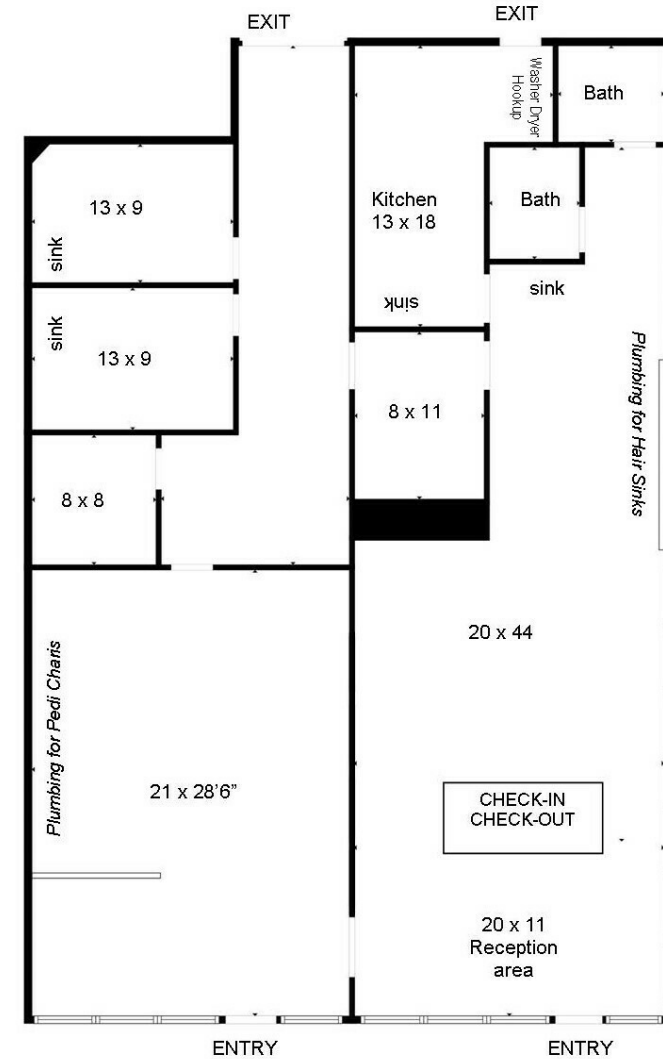 EXIT
EXIT
Washer Dryer
Hookup
Bath
13 x 9
sink
Kitchen
13 x 18
Bath
sink
sink
sink
13 x 9
Plumbing for Hair Sinks
8 x 11
8 x 8
20 x 44
Plumbing for Pedi Charis
21 x 28'6"
CHECK-IN
CHECK-OUT
20 x 11
Reception
area
ENTRY
ENTRY